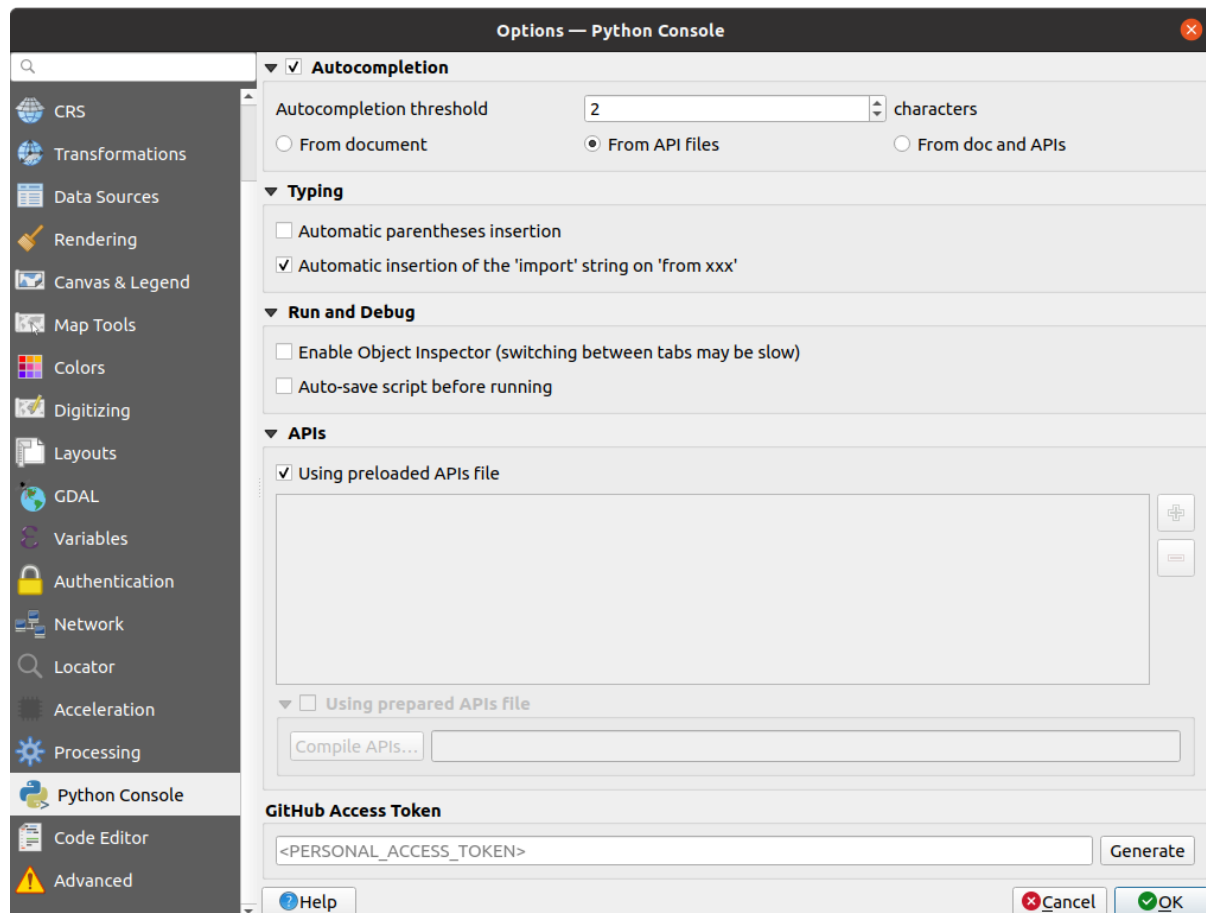 Options — Python Console
Autocompletion
CRS
Autocompletion threshold 2 characters
Transformations
From document From API files From doc and APIs
Data Sources
Typing
Rendering
Automatic parentheses insertion
Automatic insertion of the 'import' string on 'from xxx'
Canvas & Legend
Run and Debug
Map Tools
Enable Object Inspector (switching between tabs may be slow)
Colors
Auto-save script before running
Digitizing
APIs
Layouts
Using preloaded APIs file
GDAL
Variables
Authentication
Network
Locator
Using prepared APIs file
Acceleration
Compile APIs...
Processing
Python Console
GitHub Access Token
Code Editor
<PERSONAL_ACCESS_TOKEN> Generate
Advanced
Help Cancel OK